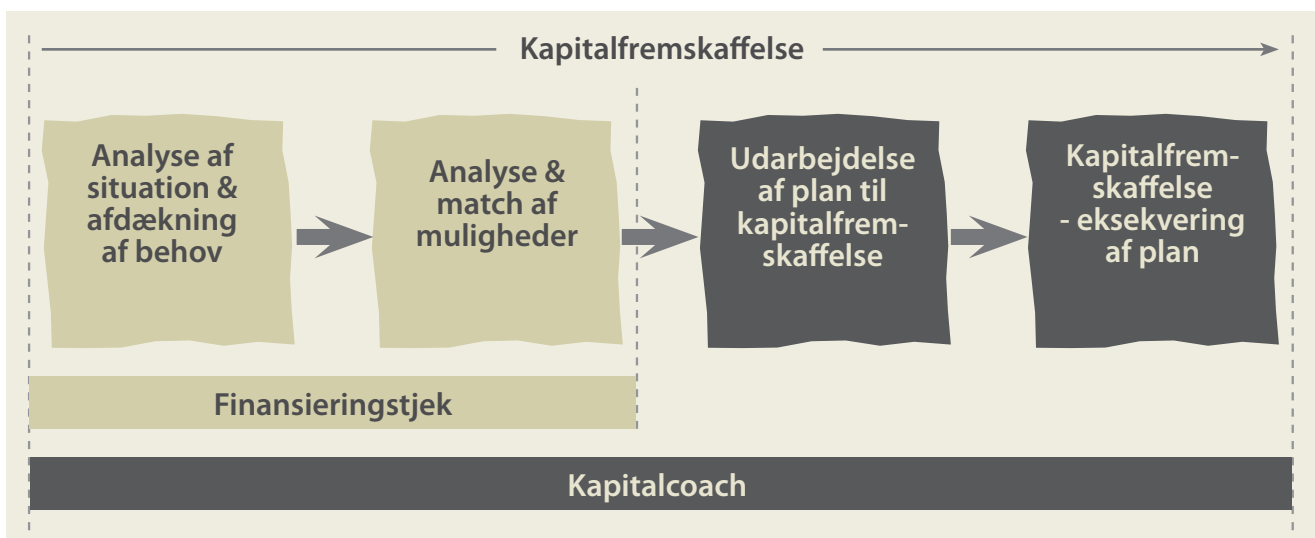 Kapitalfremskaffelse
Analyse af
situation &
afdækning
af behov
Analyse &
match af
muligheder
Udarbejdelse
af plan til
kapitalfrem-
skaffelse
Kapitalfrem-
skaffelse
- eksekvering
af plan
Finansieringstjek
Kapitalcoach